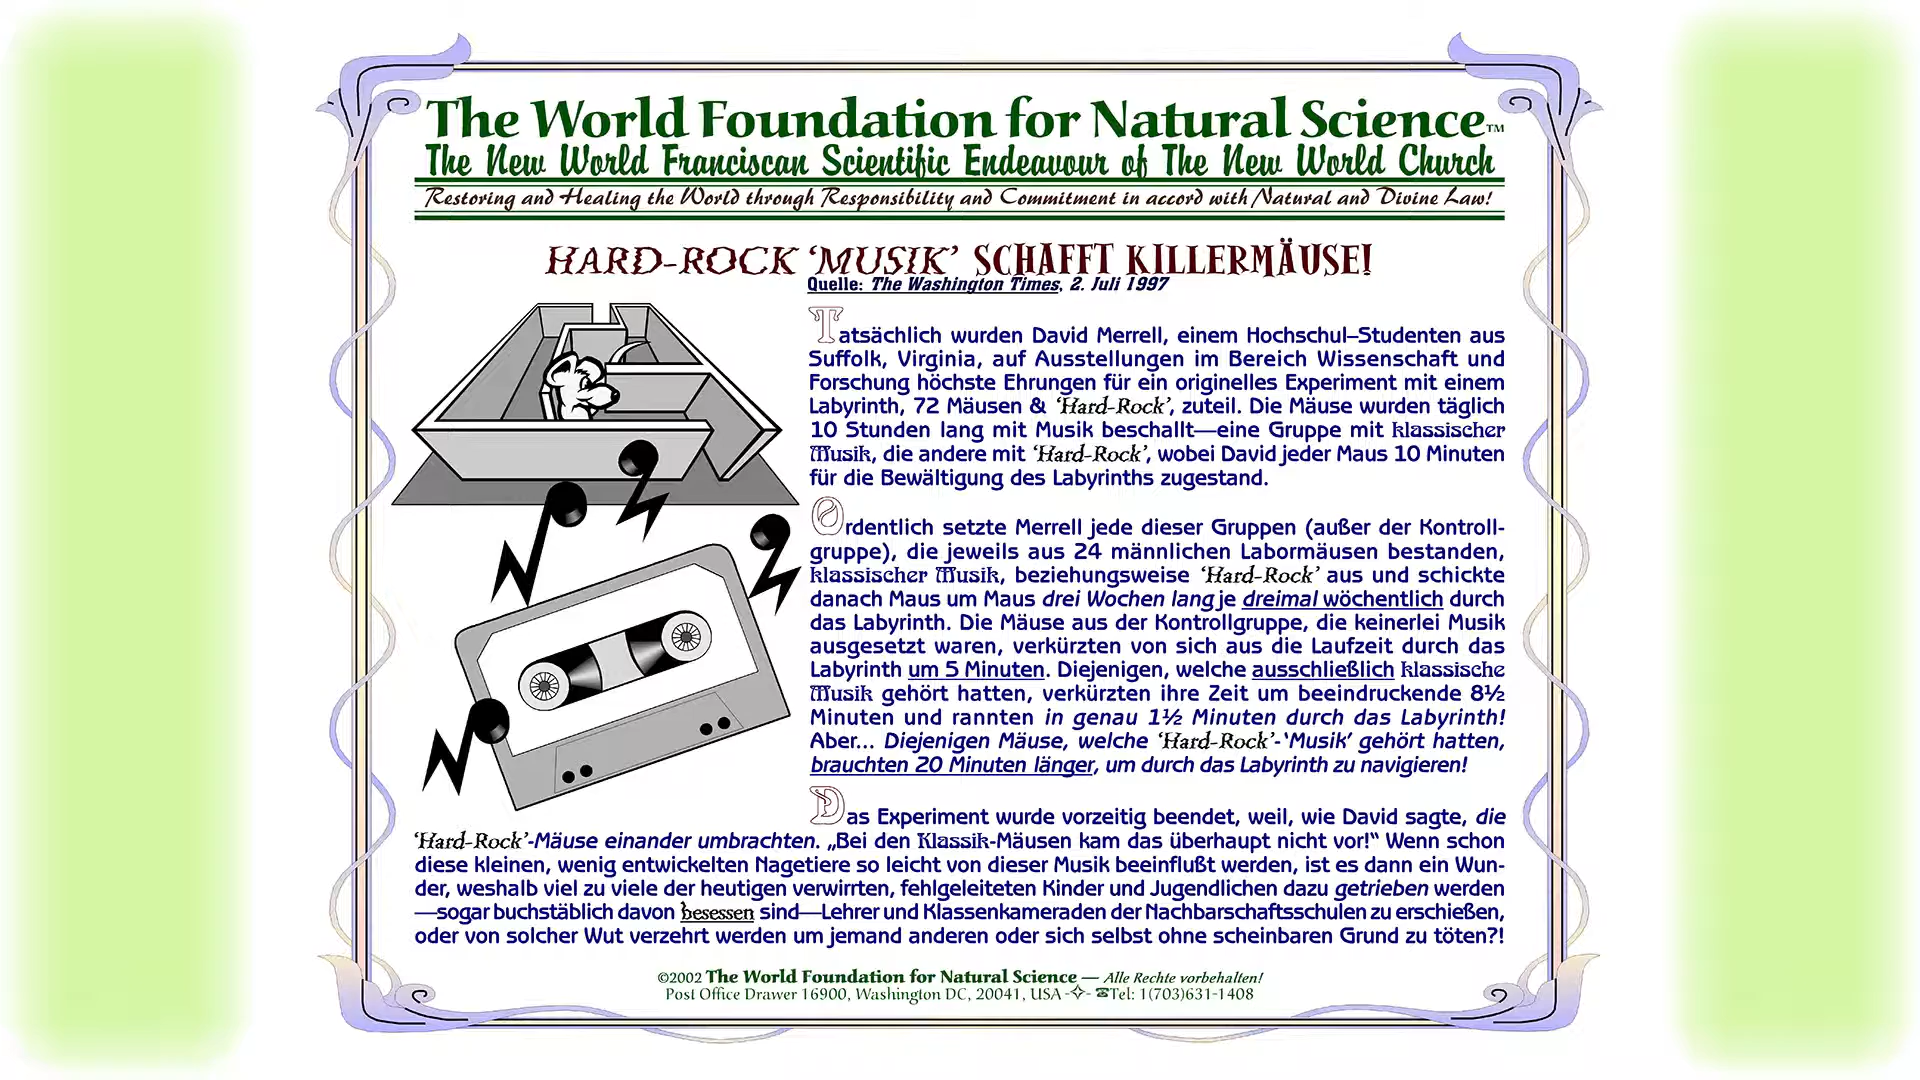 The World Foundation for Natural Science™
The New World Franciscan Scientific Endeavour of The New World Church
Restoring and Healing the World through Responsibility and Commitment in accord with Natural and Divine Law!
HARD-ROCK ‘MUSIK’ SCHAFFT KILLERMÄUSE!
Quelle: The Washington Times, 2. Juli 1997
Tatsächlich wurden David Merrell, einem Hochschul–Studenten aus
Suffolk, Virginia, auf Ausstellungen im Bereich Wissenschaft und
Forschung höchste Ehrungen für ein originelles Experiment mit einem
Labyrinth, 72 Mäusen & ‘Hard-Rock’, zuteil. Die Mäuse wurden täglich
10 Stunden lang mit Musik beschallt—eine Gruppe mit klassischer
Musik, die andere mit ‘Hard-Rock’, wobei David jeder Maus 10 Minuten
für die Bewältigung des Labyrinths zugestand.
Ordentlich setzte Merrell jede dieser Gruppen (außer der Kontroll-
gruppe), die jeweils aus 24 männlichen Labormäusen bestanden,
klassischer Musik, beziehungsweise ‘Hard-Rock’ aus und schickte
danach Maus um Maus drei Wochen lang je dreimal wöchentlich durch
das Labyrinth. Die Mäuse aus der Kontrollgruppe, die keinerlei Musik
ausgesetzt waren, verkürzten von sich aus die Laufzeit durch das
Labyrinth um 5 Minuten. Diejenigen, welche ausschließlich klassische
Musik gehört hatten, verkürzten ihre Zeit um beeindruckende 8½
Minuten und rannten in genau 1½ Minuten durch das Labyrinth!
Aber... Diejenigen Mäuse, welche ‘Hard-Rock’-‘Musik’ gehört hatten,
brauchten 20 Minuten länger, um durch das Labyrinth zu navigieren!
Das Experiment wurde vorzeitig beendet, weil, wie David sagte, die
‘Hard-Rock’-Mäuse einander umbrachten. „Bei den Klassik-Mäusen kam das überhaupt nicht vor!“ Wenn schon
diese kleinen, wenig entwickelten Nagetiere so leicht von dieser Musik beeinflußt werden, ist es dann ein Wun-
der, weshalb viel zu viele der heutigen verwirrten, fehlgeleiteten Kinder und Jugendlichen dazu getrieben werden
—sogar buchstäblich davon besessen sind—Lehrer und Klassenkameraden der Nachbarschaftsschulen zu erschießen,
oder von solcher Wut verzehrt werden um jemand anderen oder sich selbst ohne scheinbaren Grund zu töten?!
©2002 The World Foundation for Natural Science — Alle Rechte vorbehalten!
Post Office Drawer 16900, Washington DC, 20041, USA -✧- ☎Tel: 1(703)631-1408